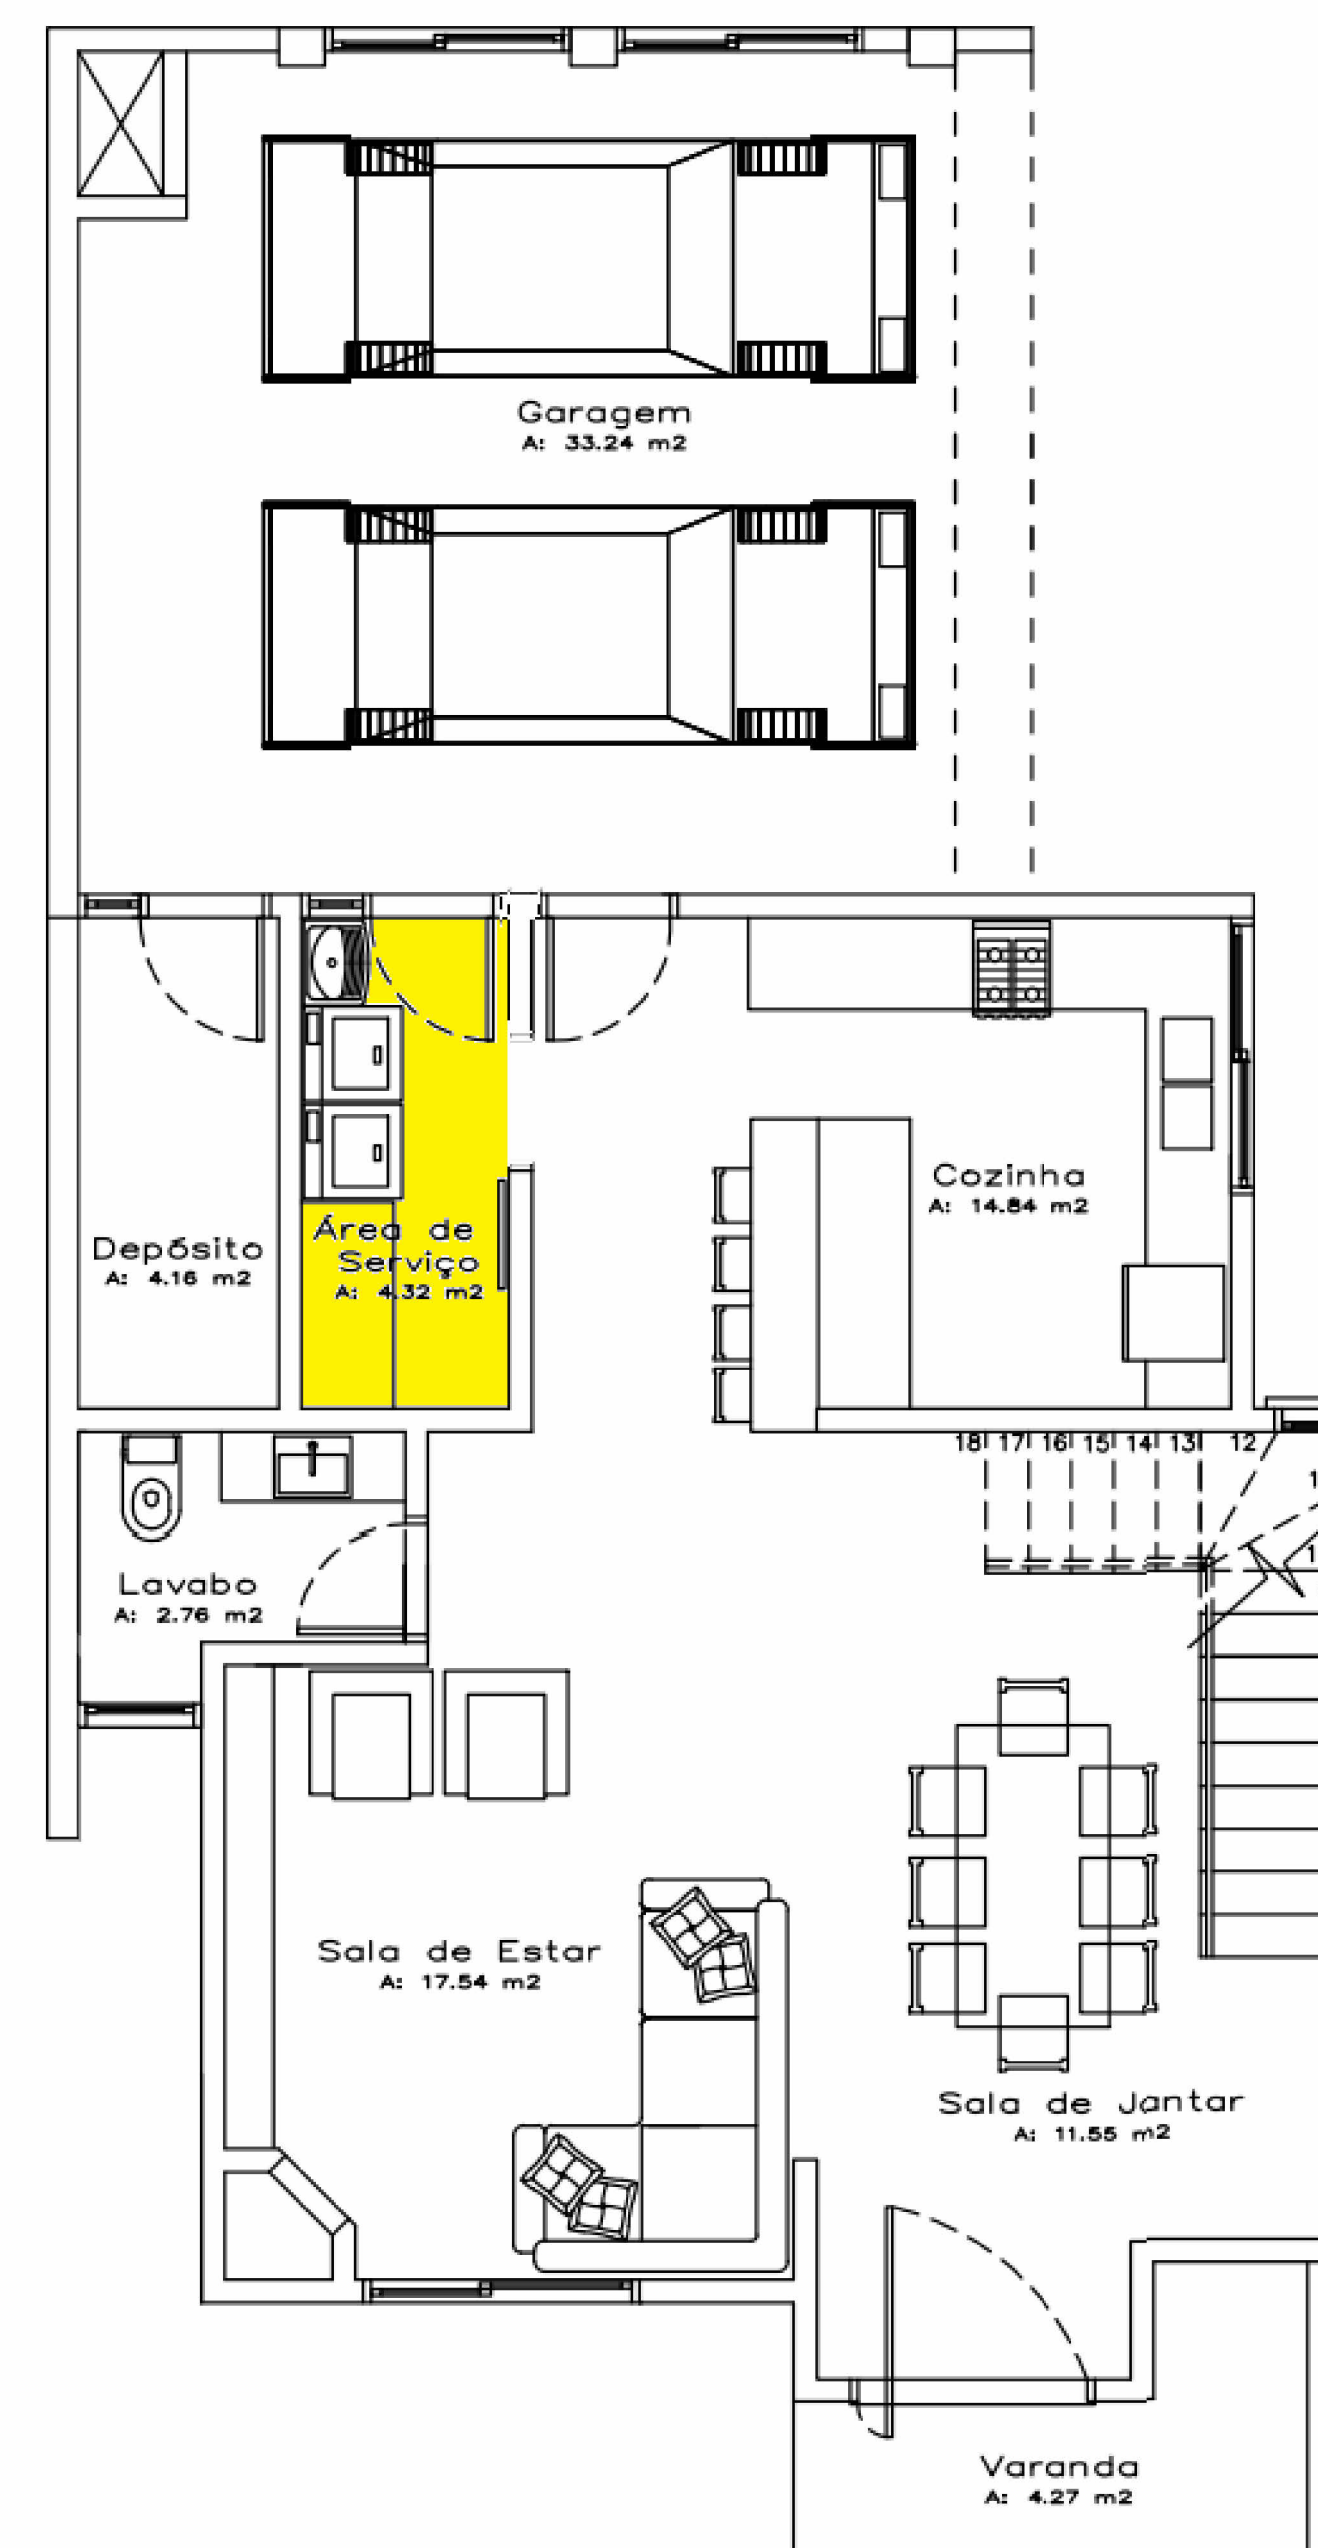 Garagem
A: 33.24 m2
Cozinha
A: 14.84 m2
Área de
Serviço
A: 4.32 m2
Depósito
A: 4.16 m2
18 17 16 15 14 13 12
1
1
Lavabo
A: 2.76 m2
Sala de Estar
A: 17.54 m2
Sala de Jantar
A: 11.55 m2
Varanda
A: 4.27 m2